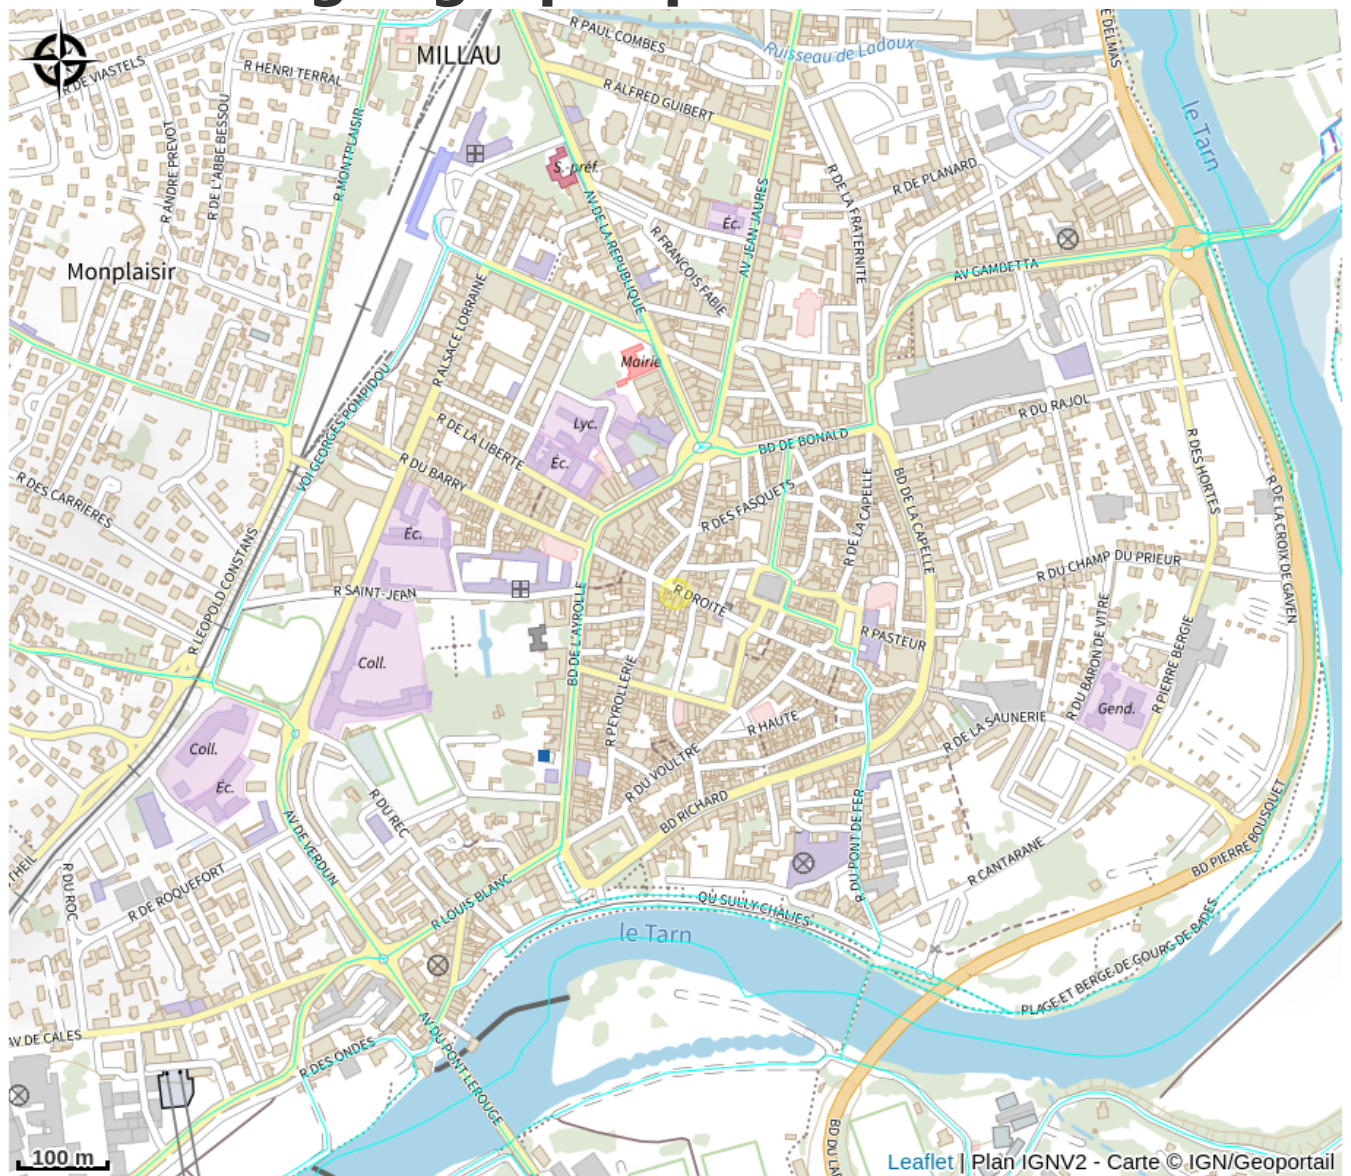 MILLAU
R PAUL COMBES
Ruisseau de Ladoux
E DELMAS
R DE VIASTELS
R HENRI TERRAL
R ALFRED GUIBERT
le Tarn
R ANDRE PREVOT
R DE L'ABBE BESSOU
R MONTPLAISIR
S.-préf.
R DE LA FRATERNITE
R DE PLANARD
AV DE LA REPUBLIQUE
Éc.
AV JEAN JAURES
R FRANCOIS FABIE
Monplaisir
AV GAMBETTA
R ALSACE LORRAINE
Mairie
VOI GEORGES POMPIDOU
R DE LA LIBERTE
Lyc.
Éc.
BD DE BONALD
R DU RAJOL
R DU BARRY
R DES CARRIERES
R DES FASQUETS
R DE LA CAPELLE
BD DE LA CAPELLE
R DES HORTES
R DE LA CROIX DE GAVEN
Éc.
R LEOPOLD CONSTANS
R SAINT-JEAN
R DROITE
R DU CHAMP DU PRIEUR
BD DE L'AYROLLE
R PASTEUR
R DU BARON DE VITRE
R PIERRE BERGIE
Coll.
R PEYROLLERIE
Gend.
R HAUTE
R DE LA SAUNERIE
Coll.
Éc.
R DU VOULTRE
BD RICHARD
R DU REC
AV DE VERDUN
R DU PONT DE FER
BD PIERRE BOUSQUET
THEIL
R DU ROC
R DE ROQUEFORT
R LOUIS BLANC
R CANTARANE
QU SULLY-CHALIES
le Tarn
PLAGE ET BERGE DE GOURG DE BADES
AV DE CALES
R DES ONDES
AV DU PONT LEROUGE
BD DU LAR
100 m
Leaflet | Plan IGNV2 - Carte © IGN/Geoportail